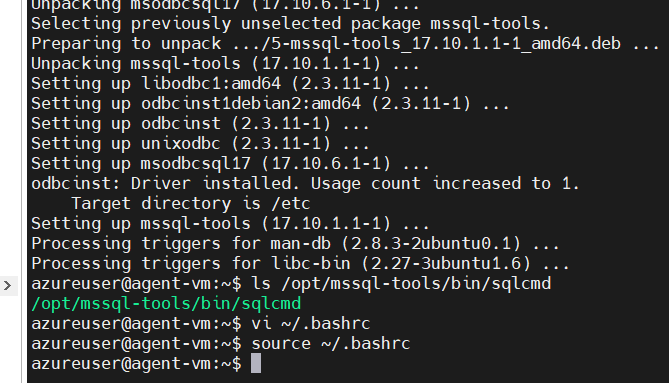 Unpacking msodbcsql17 (17.10.6.1-1) ...
Selecting previously unselected package mssql-tools.
Preparing to unpack .../5-mssql-tools_17.10.1.1-1_amd64.deb ...
Unpacking mssql-tools (17.10.1.1-1) ...
Setting up libodbc1:amd64 (2.3.11-1) ...
Setting up odbcinst1debian2:amd64 (2.3.11-1) ...
Setting up odbcinst (2.3.11-1) ...
Setting up unixodbc (2.3.11-1) ...
Setting up msodbcsql17 (17.10.6.1-1) ...
odbcinst: Driver installed. Usage count increased to 1.
    Target directory is /etc
Setting up mssql-tools (17.10.1.1-1) ...
Processing triggers for man-db (2.8.3-2ubuntu0.1) ...
Processing triggers for libc-bin (2.27-3ubuntu1.6) ...
azureuser@agent-vm:~$ ls /opt/mssql-tools/bin/sqlcmd
/opt/mssql-tools/bin/sqlcmd
azureuser@agent-vm:~$ vi ~/.bashrc
azureuser@agent-vm:~$ source ~/.bashrc
azureuser@agent-vm:~$